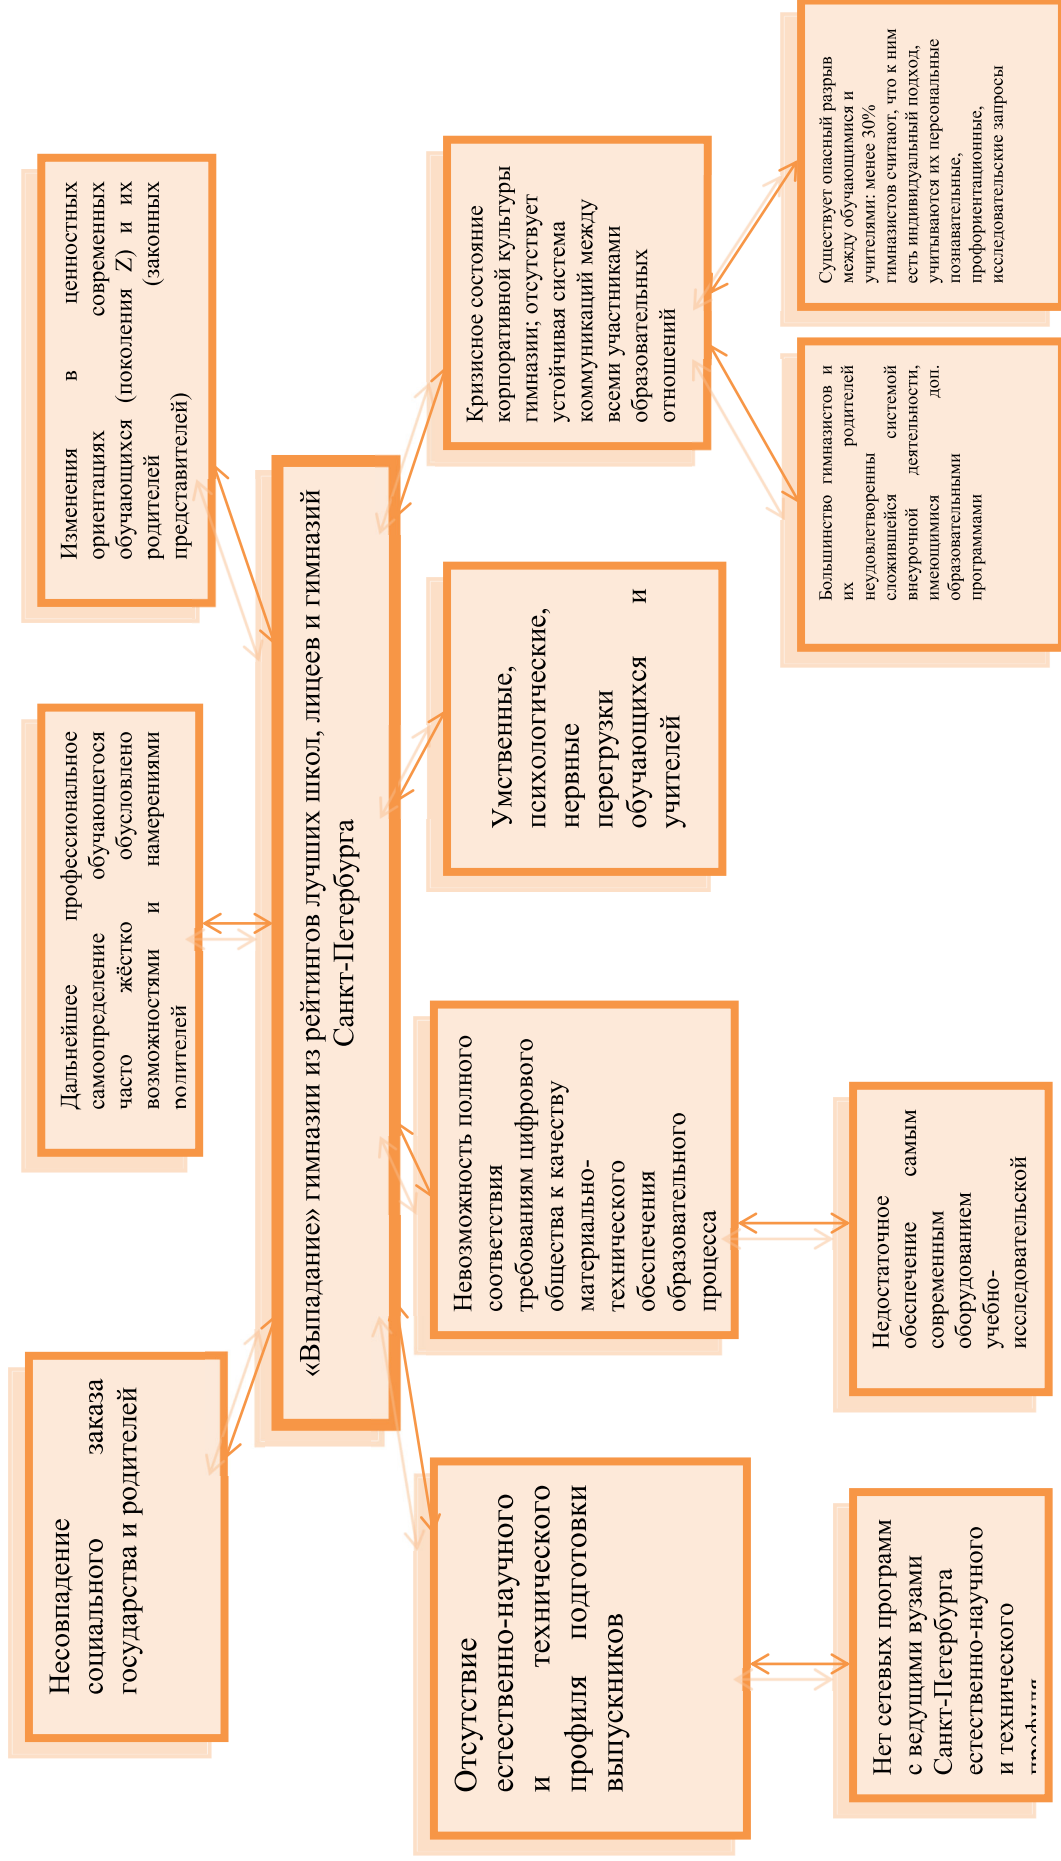 Несовпадение
социального заказа
государства и родителей
Дальнейшее профессиональное
самоопределение обучающегося
часто жёстко обусловлено
возможностями и намерениями
родителей
Изменения в ценностных
ориентациях современных
обучающихся (поколения Z) и их
родителей (законных
представителей)
«Выпадание» гимназии из рейтингов лучших школ, лицеев и гимназий
Санкт-Петербурга
Отсутствие
естественно-научного
и технического
профиля подготовки
выпускников
Невозможность полного
соответствия
требованиям цифрового
общества к качеству
материально-
технического
обеспечения
образовательного
процесса
Умственные,
психологические,
нервные
перегрузки
обучающихся и
учителей
Кризисное состояние
корпоративной культуры
гимназии; отсутствует
устойчивая система
коммуникаций между
всеми участниками
образовательных
отношений
Нет сетевых программ
с ведущими вузами
Санкт-Петербурга
естественно-научного
и технического
профиля
Недостаточное
обеспечение самым
современным
оборудованием
учебно-
исследовательской
Большинство гимназистов и
их родителей
неудовлетворенны
сложившейся системой
внеурочной деятельности,
имеющимися доп.
образовательными
программами
Существует опасный разрыв
между обучающимися и
учителями: менее 30%
гимназистов считают, что к ним
есть индивидуальный подход,
учитываются их персональные
познавательные,
профориентационные,
исследовательские запросы